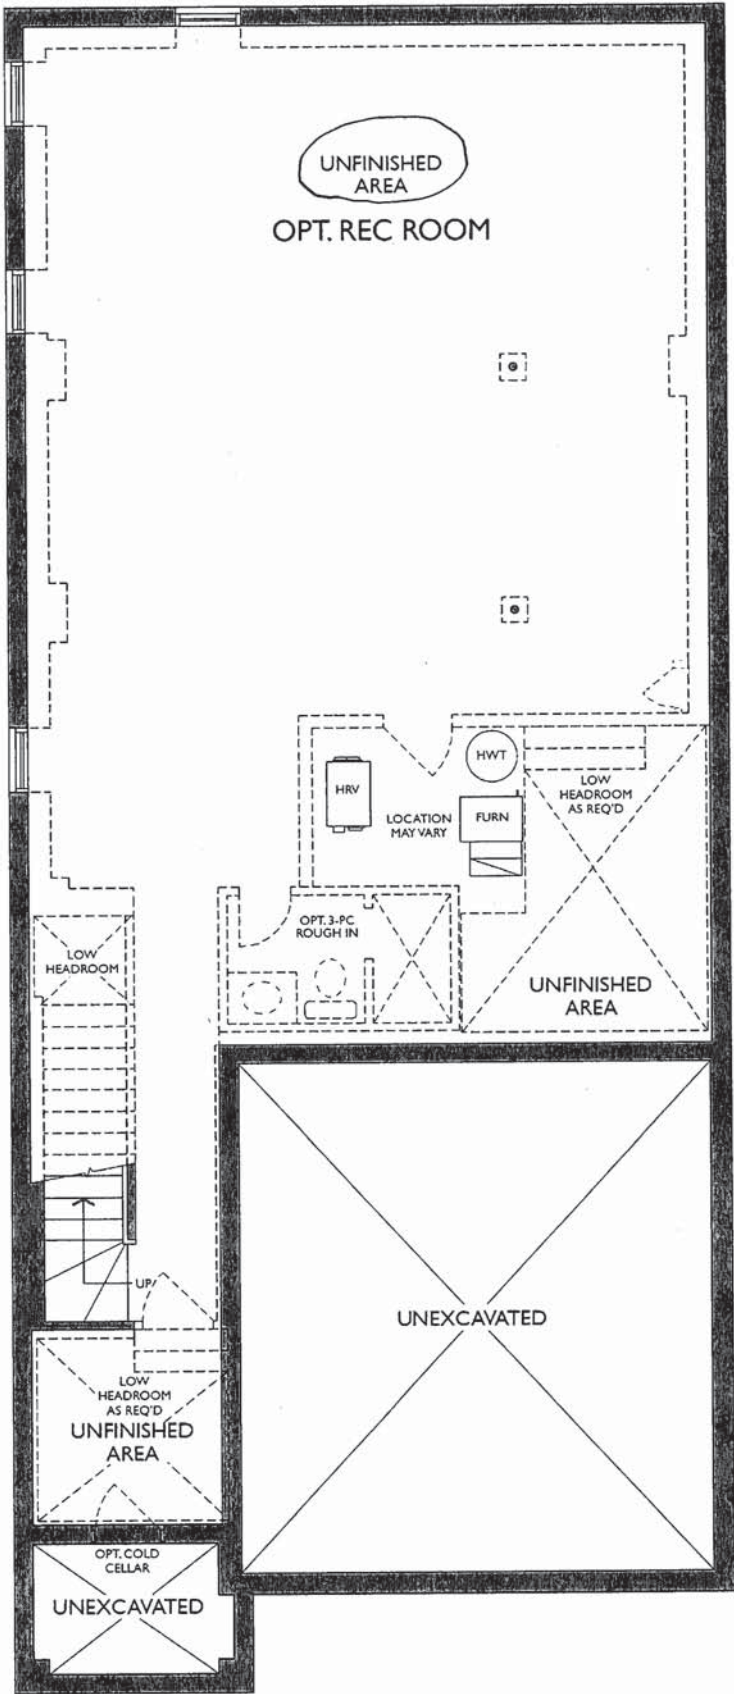 UNFINISHED
AREA
OPT. REC ROOM
HWT
HRV
LOW
HEADROOM
AS REQ'D
LOCATION
MAY VARY
FURN
OPT. 3-PC
ROUGH IN
LOW
HEADROOM
UNFINISHED
AREA
UP
UNEXCAVATED
LOW
HEADROOM
AS REQ'D
UNFINISHED
AREA
OPT. COLD
CELLAR
UNEXCAVATED